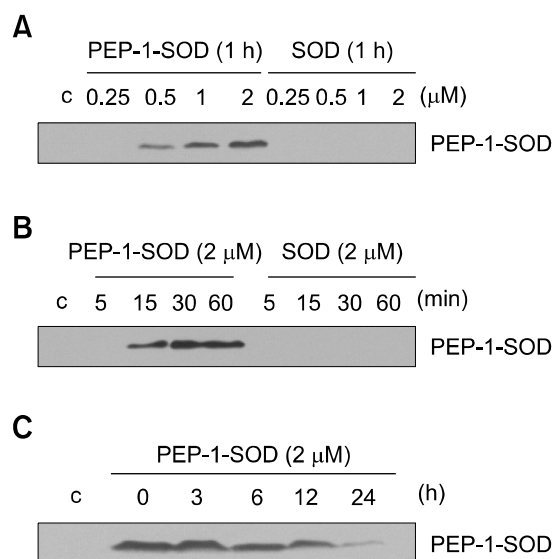 A
PEP-1-SOD (1 h) SOD (1 h)
c 0.25 0.5 1 2 0.25 0.5 1 2 (μM)
PEP-1-SOD
B
PEP-1-SOD (2 μM) SOD (2 μM)
c 5 15 30 60 5 15 30 60 (min)
PEP-1-SOD
C
PEP-1-SOD (2 μM)
c 0 3 6 12 24 (h)
PEP-1-SOD